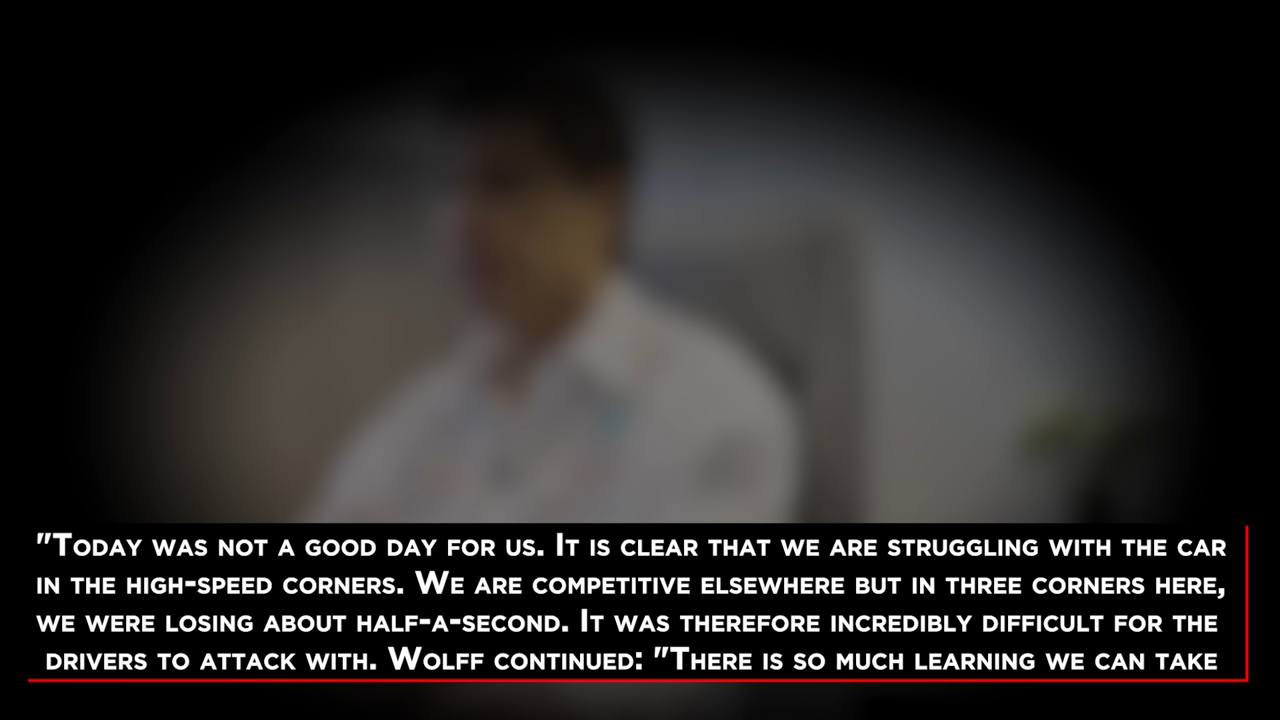 "Today was not a good day for us. It is clear that we are struggling with the car
in the high-speed corners. We are competitive elsewhere but in three corners here,
we were losing about half-a-second. It was therefore incredibly difficult for the
drivers to attack with. Wolff continued: "There is so much learning we can take